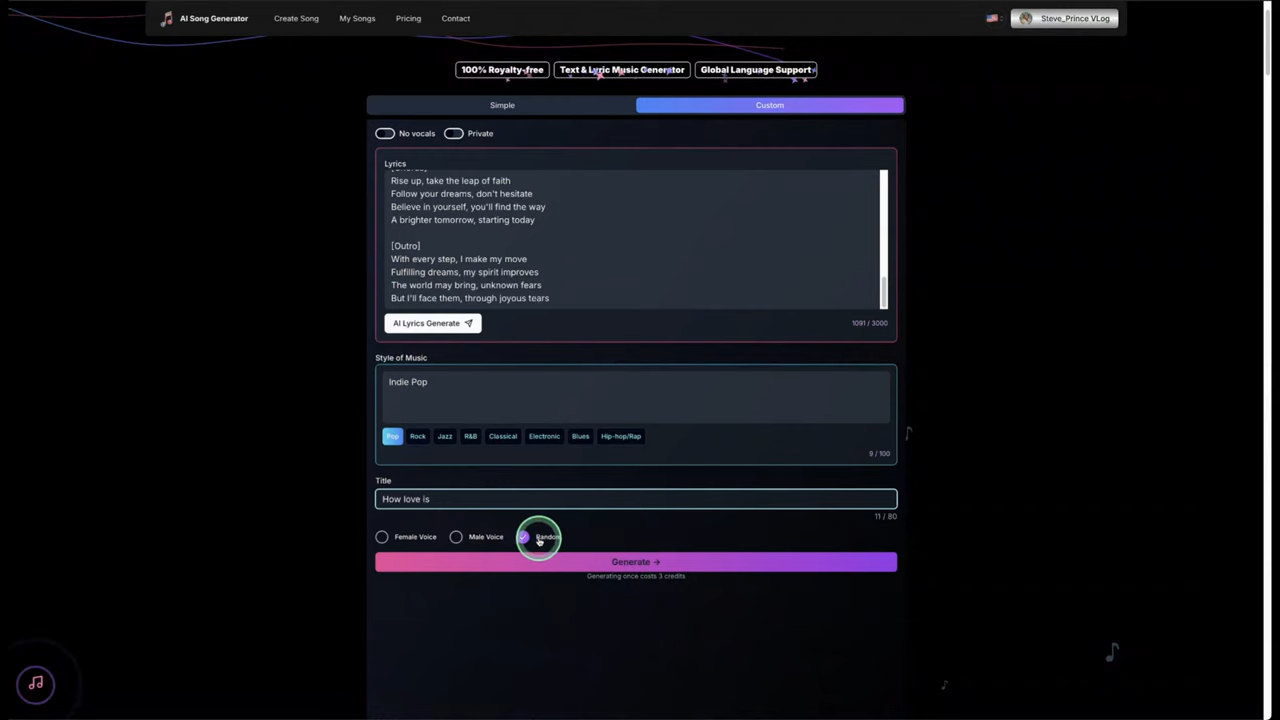 AI Song Generator
Create Song
My Songs
Pricing
Contact
Steve_Prince VLog
100% Royalty-free
Text & Lyric Music Generator
Global Language Support
Simple
Custom
No vocals
Private
Lyrics
Rise up, take the leap of faith
Follow your dreams, don't hesitate
Believe in yourself, you'll find the way
A brighter tomorrow, starting today
[Outro]
With every step, I make my move
Fulfilling dreams, my spirit improves
The world may bring, unknown fears
But I'll face them, through joyous tears
AI Lyrics Generate
1091 / 3000
Style of Music
Indie Pop
Pop
Rock
Jazz
R&B
Classical
Electronic
Blues
Hip-hop/Rap
9 / 100
Title
How love is
11 / 80
Female Voice
Male Voice
Random
Generate →
Generating once costs 3 credits